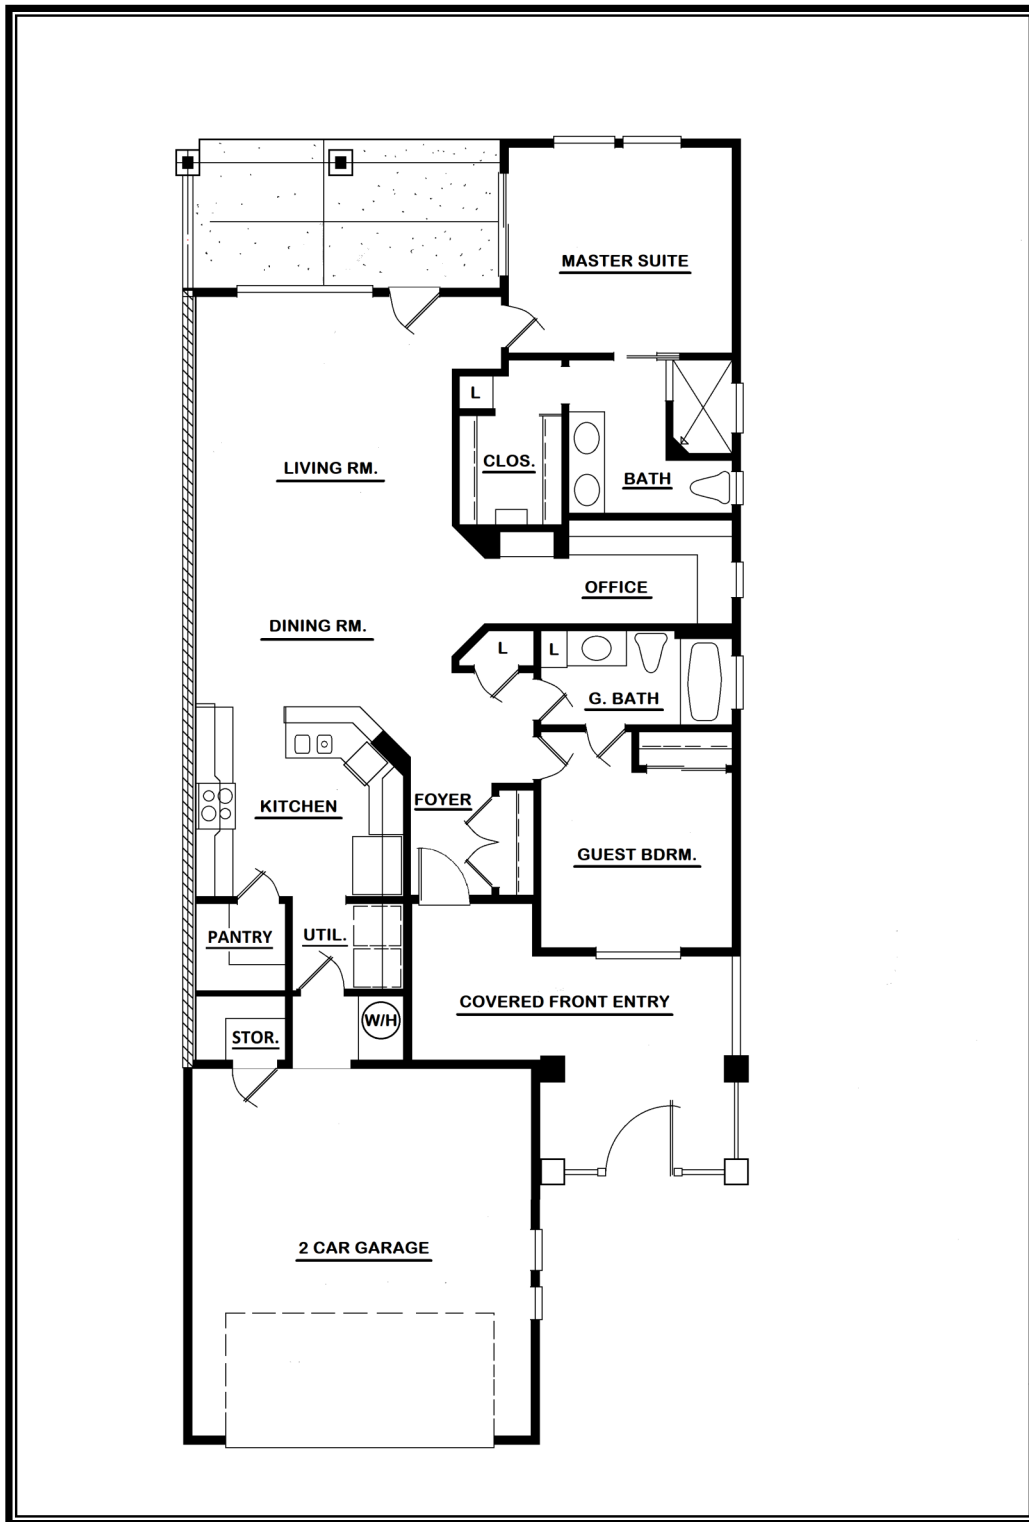 MASTER SUITE
L
CLOS.
LIVING RM.
BATH
OFFICE
DINING RM.
L
L
G. BATH
FOYER
KITCHEN
GUEST BDRM.
PANTRY
UTIL.
COVERED FRONT ENTRY
W/H
STOR.
2 CAR GARAGE